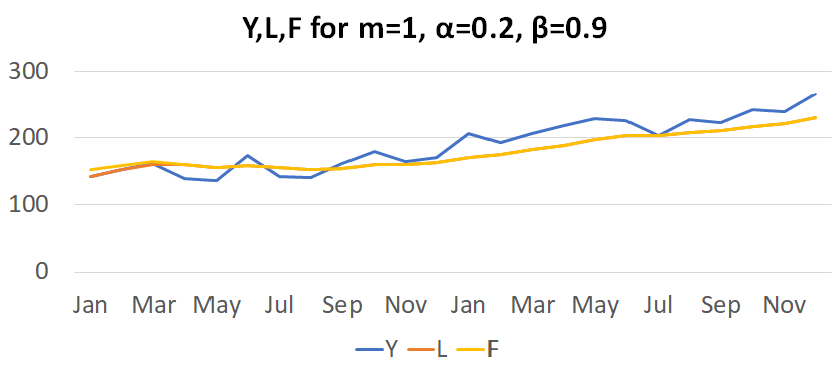 Y,L,F for m=1, α=0.2, β=0.9
300
200
100
0
Jan Mar May Jul Sep Nov Jan Mar May Jul Sep Nov
Y L F